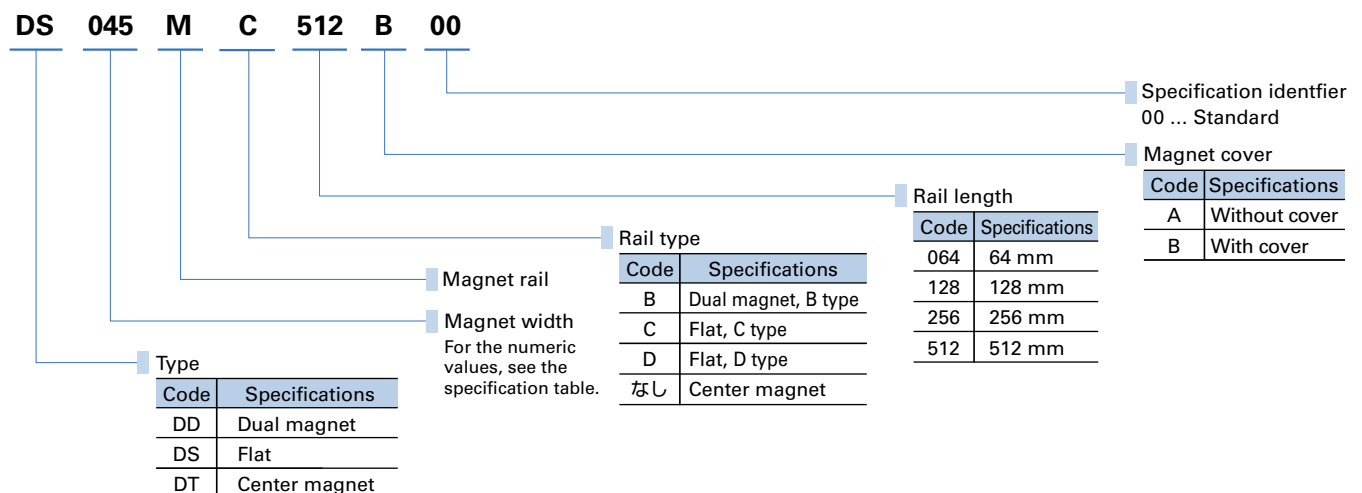 DS 045 M C 512 B 00
Specification identfier
00 ... Standard
Magnet cover
Code Specifications
A Without cover
B With cover
Rail length
Code Specifications
064 64 mm
128 128 mm
256 256 mm
512 512 mm
Rail type
Code Specifications
B Dual magnet, B type
C Flat, C type
D Flat, D type
なし Center magnet
Magnet rail
Magnet width
For the numeric
values, see the
specification table.
Type
Code Specifications
DD Dual magnet
DS Flat
DT Center magnet